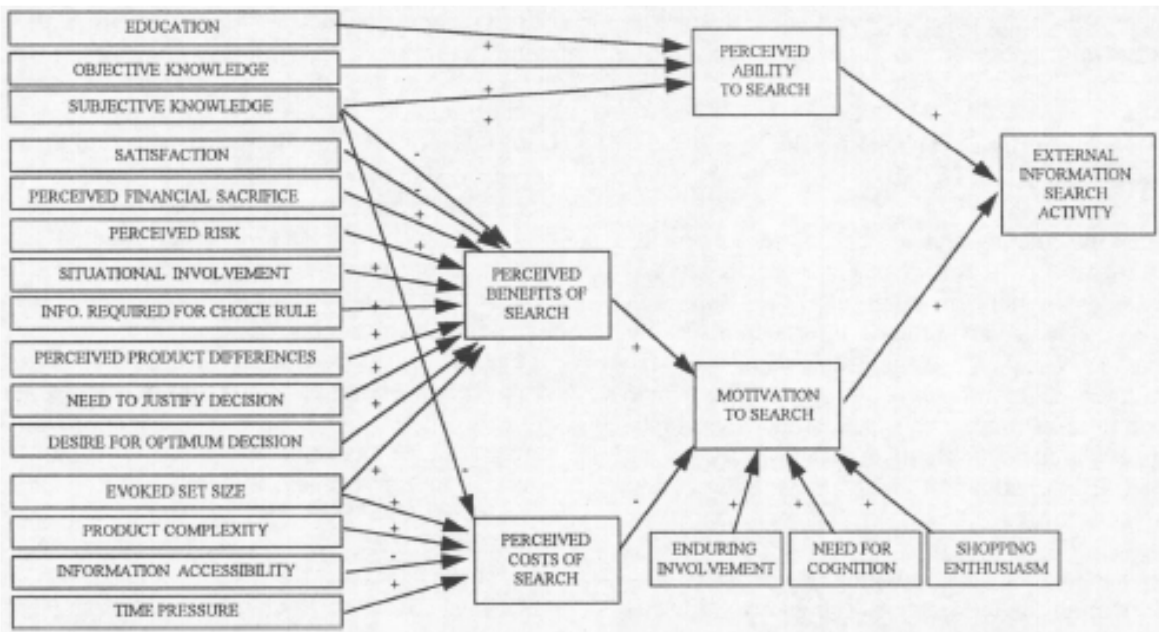 EDUCATION
OBJECTIVE KNOWLEDGE
SUBJECTIVE KNOWLEDGE
SATISFACTION
PERCEIVED FINANCIAL SACRIFICE
PERCEIVED RISK
SITUATIONAL INVOLVEMENT
INFO. REQUIRED FOR CHOICE RULE
PERCEIVED PRODUCT DIFFERENCES
NEED TO JUSTIFY DECISION
DESIRE FOR OPTIMUM DECISION
EVOKED SET SIZE
PRODUCT COMPLEXITY
INFORMATION ACCESSIBILITY
TIME PRESSURE
+
+
+
-
-
+
+
+
+
+
+
+
+
-
+
+
-
+
PERCEIVED
BENEFITS OF
SEARCH
PERCEIVED
COSTS OF
SEARCH
PERCEIVED
ABILITY
TO SEARCH
+
-
MOTIVATION
TO SEARCH
+
+
+
ENDURING
INVOLVEMENT
NEED FOR
COGNITION
SHOPPING
ENTHUSIASM
+
+
EXTERNAL
INFORMATION
SEARCH
ACTIVITY